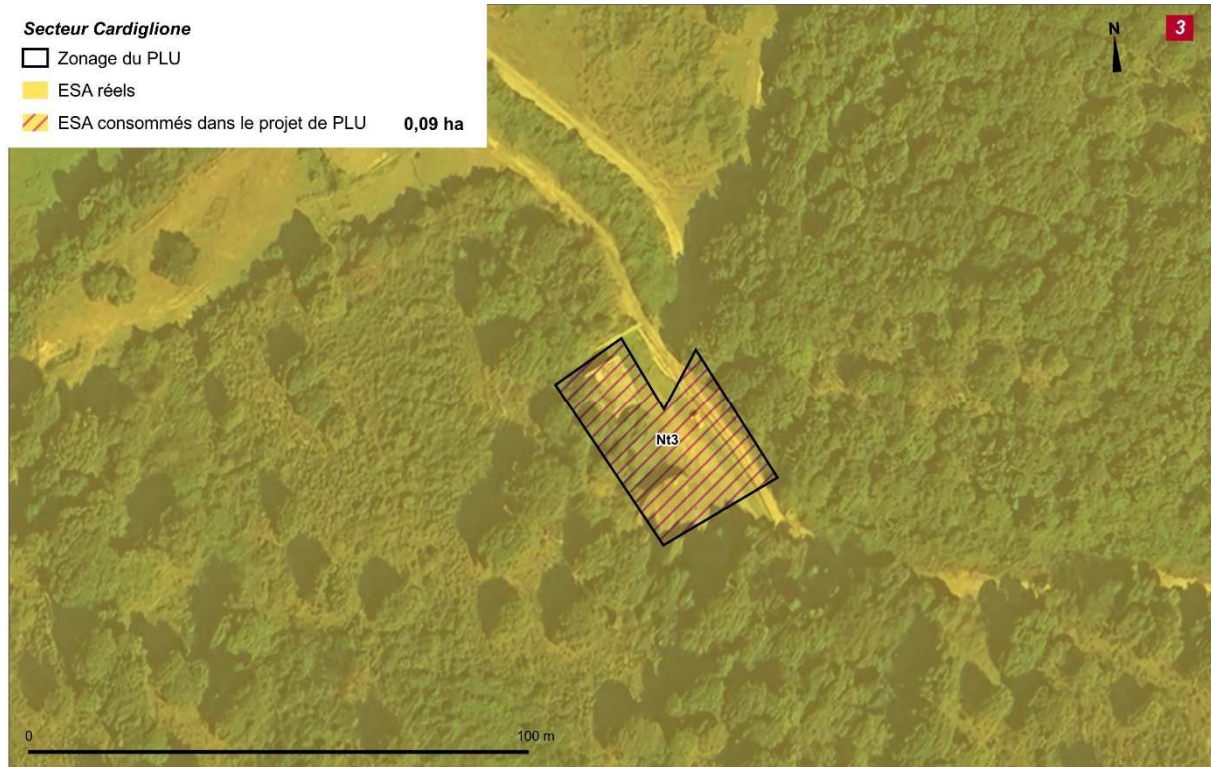 Secteur Cardiglione
Zonage du PLU
ESA réels
ESA consommés dans le projet de PLU 0,09 ha
N
3
Nt3
0 100 m